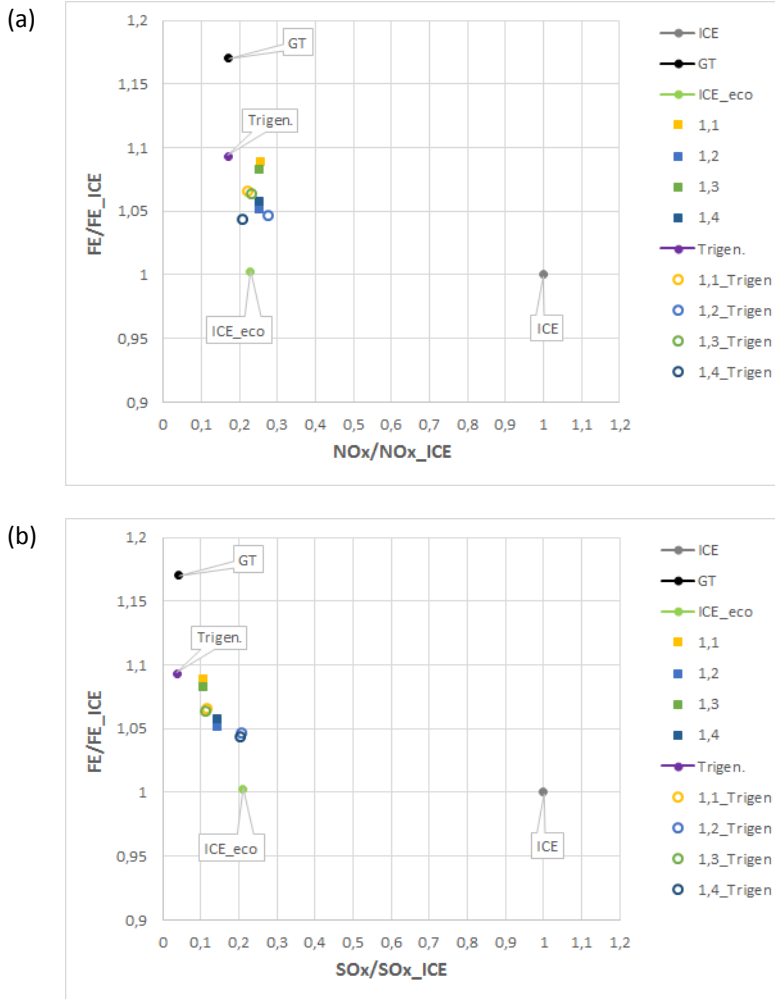 (a)
1,2
1,15
1,1
1,05
1
0,95
0,9
FE/FE_ICE
0 0,1 0,2 0,3 0,4 0,5 0,6 0,7 0,8 0,9 1 1,1 1,2
NOx/NOx_ICE
GT
Trigen.
ICE_eco
ICE
ICE
GT
ICE_eco
1,1
1,2
1,3
1,4
Trigen.
1,1_Trigen
1,2_Trigen
1,3_Trigen
1,4_Trigen
(b)
1,2
1,15
1,1
1,05
1
0,95
0,9
FE/FE_ICE
0 0,1 0,2 0,3 0,4 0,5 0,6 0,7 0,8 0,9 1 1,1 1,2
SOx/SOx_ICE
GT
Trigen.
ICE_eco
ICE
ICE
GT
ICE_eco
1,1
1,2
1,3
1,4
Trigen.
1,1_Trigen
1,2_Trigen
1,3_Trigen
1,4_Trigen